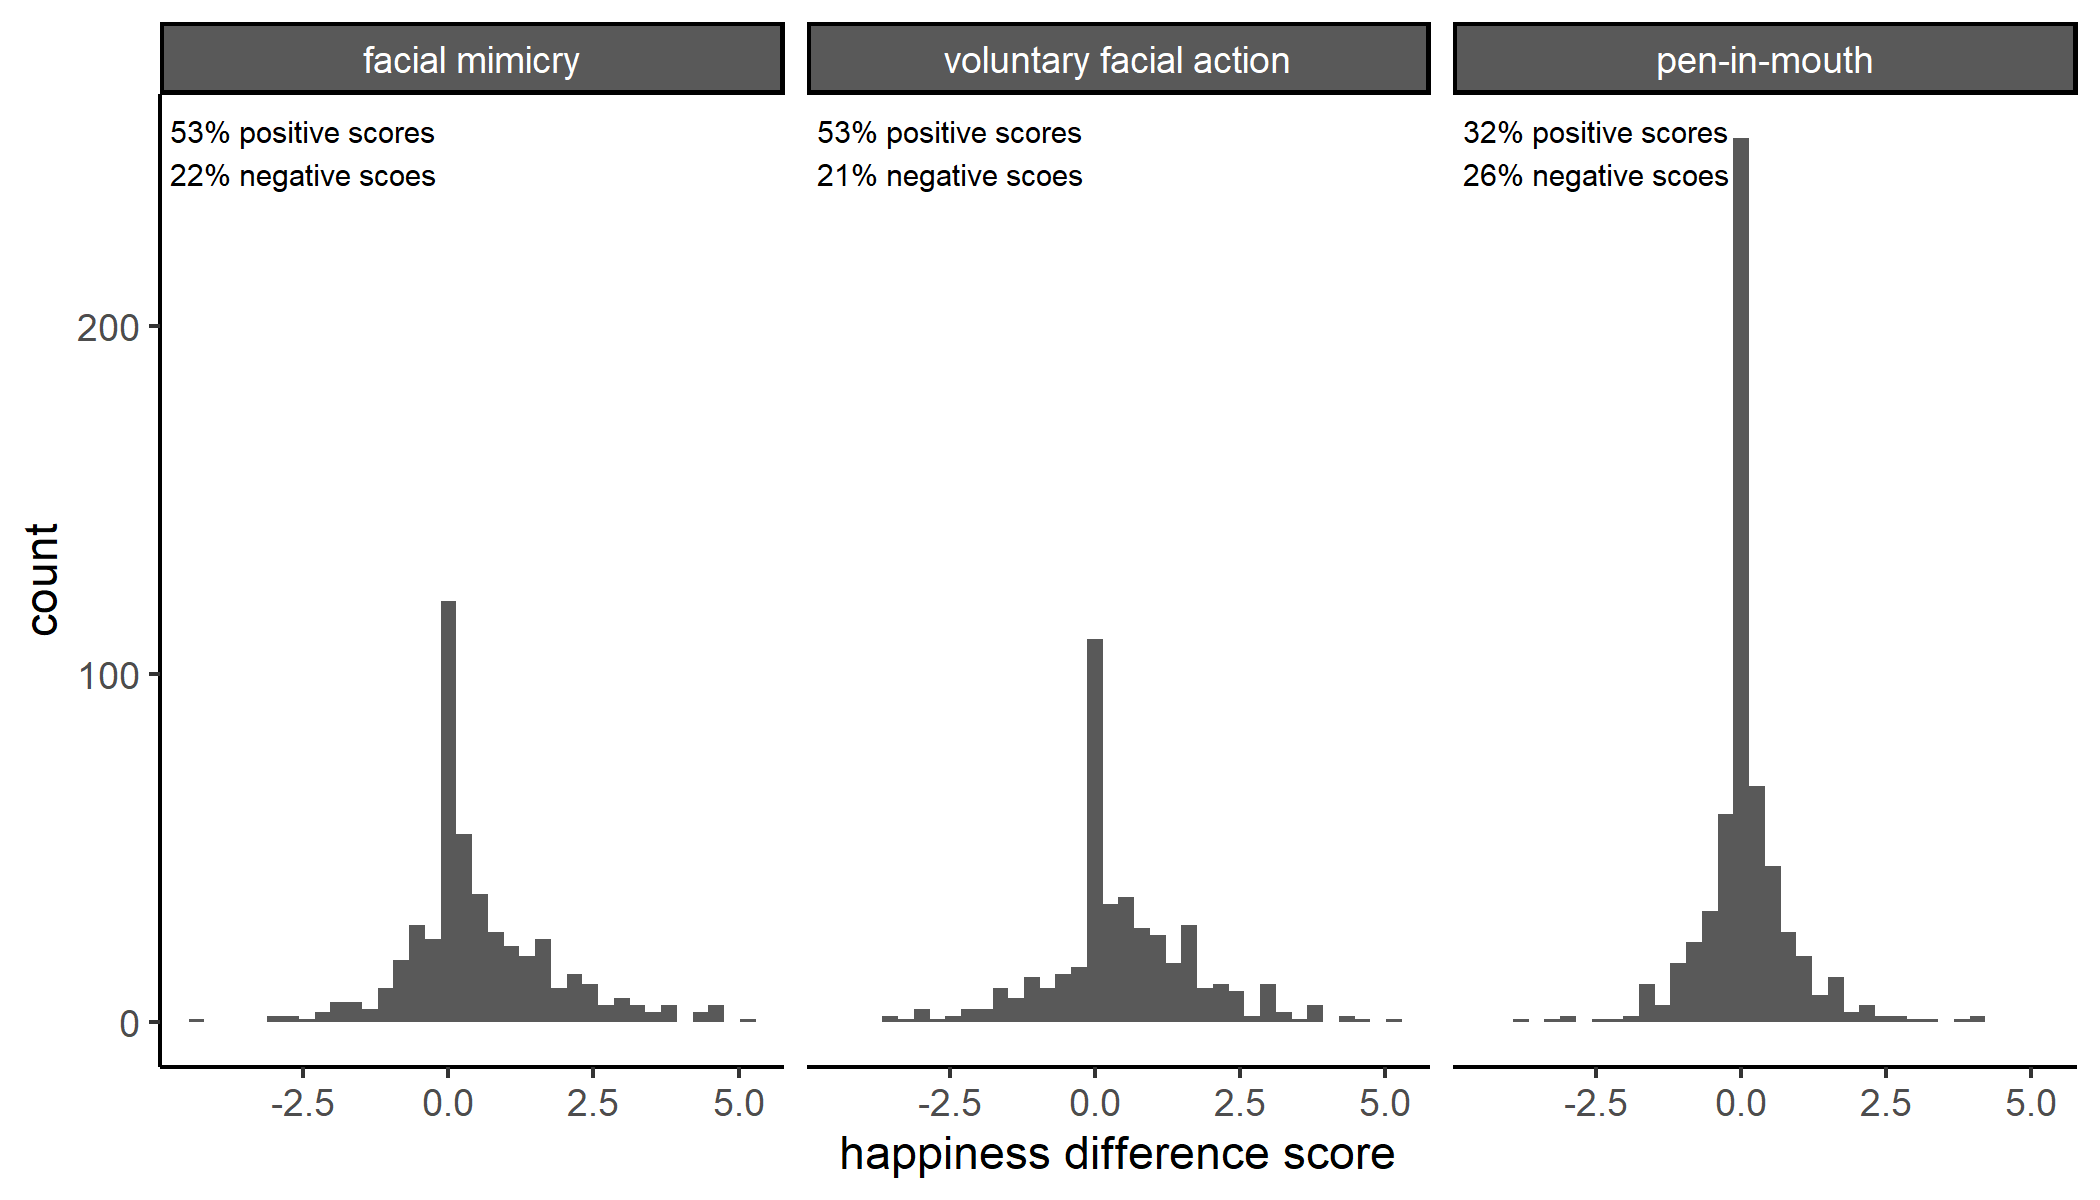 facial mimicry
voluntary facial action
pen-in-mouth
53% positive scores
22% negative scoes
53% positive scores
21% negative scoes
32% positive scores
26% negative scoes
count
200
100
0
-2.5 0.0 2.5 5.0
-2.5 0.0 2.5 5.0
-2.5 0.0 2.5 5.0
happiness difference score